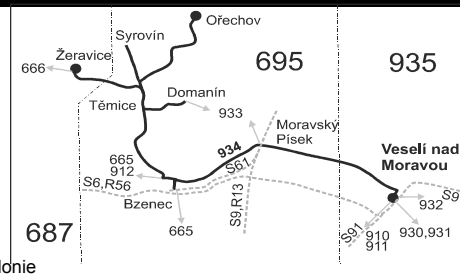 Ořechov
Syrovín
Žeravice
666
695
935
Domanín
Těmice
933
Moravský
Písek
934
S61
665
912
S6,R56
Bzenec
S9,R13
Veselí nad
Moravou
S9
932
S91
910
911
930,931
665
687
lonie